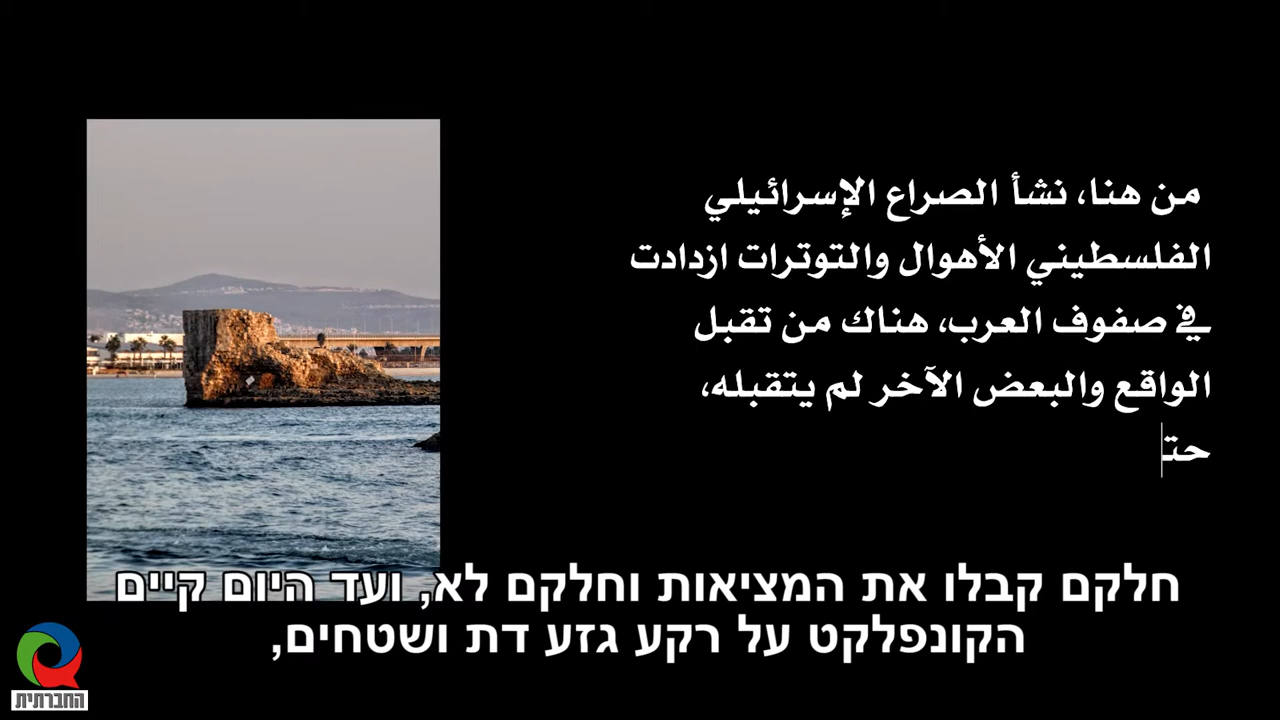 من هنا، نشأ الصراع الإسرائيلي
الفلسطيني الأهوال والتوترات ازدادت
في صفوف العرب، هناك من تقبل
الواقع والبعض الآخر لم يتقبله،
حتـ
חלקם קבלו את המציאות וחלקם לא, ועד היום קיים
הקונפלקט על רקע גזע דת ושטחים,
החברתית